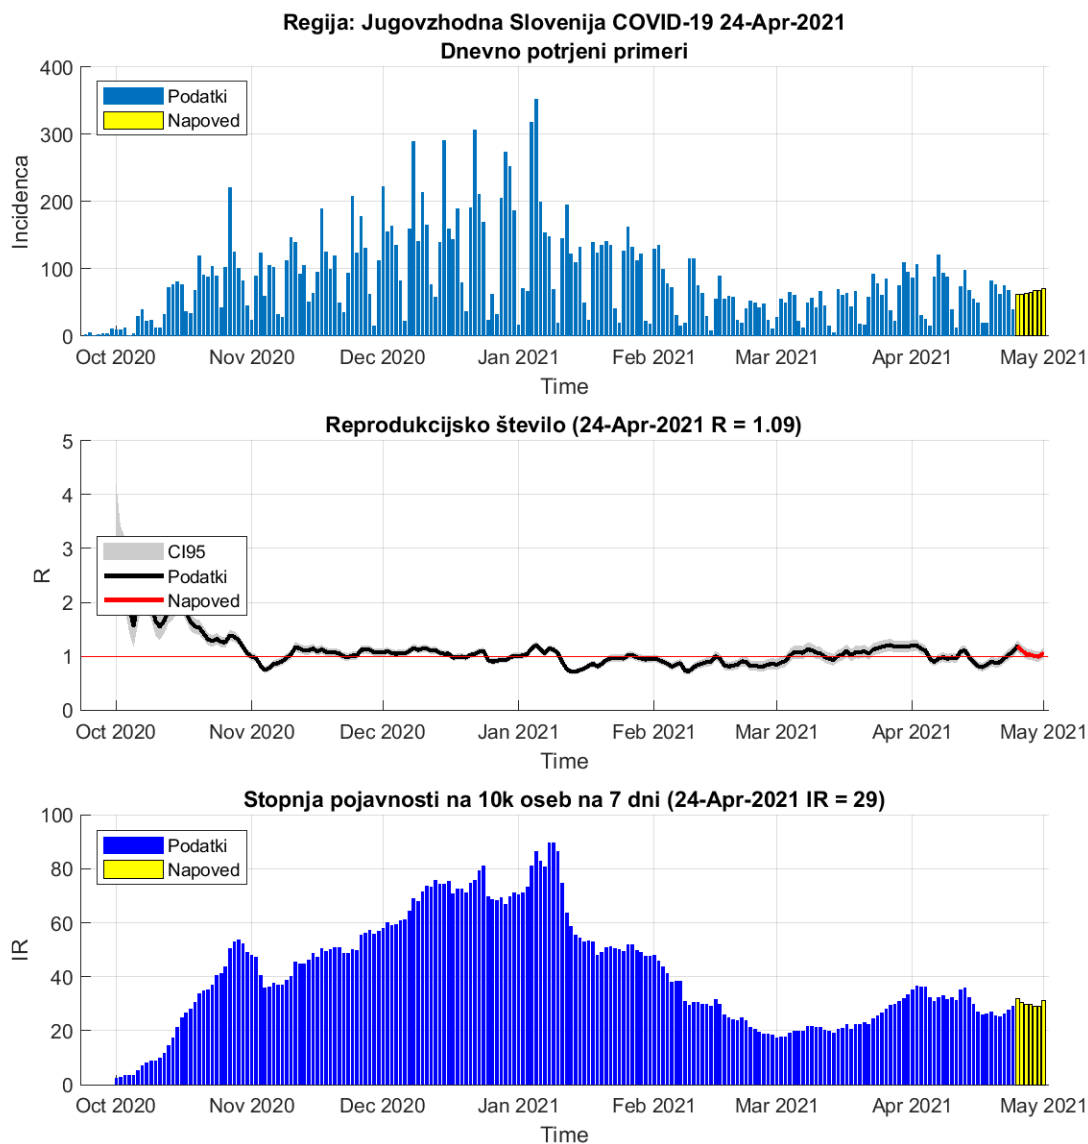 Regija: Jugovzhodna Slovenija COVID-19 24-Apr-2021
Dnevno potrjeni primeri
400
300
200
100
0
Incidenca
Podatki
Napoved
Oct 2020 Nov 2020 Dec 2020 Jan 2021 Feb 2021 Mar 2021 Apr 2021 May 2021
Time
Reprodukcijsko število (24-Apr-2021 R = 1.09)
5
4
3
2
1
0
R
CI95
Podatki
Napoved
Oct 2020 Nov 2020 Dec 2020 Jan 2021 Feb 2021 Mar 2021 Apr 2021 May 2021
Time
Stopnja pojavnosti na 10k oseb na 7 dni (24-Apr-2021 IR = 29)
100
80
60
40
20
0
IR
Podatki
Napoved
Oct 2020 Nov 2020 Dec 2020 Jan 2021 Feb 2021 Mar 2021 Apr 2021 May 2021
Time